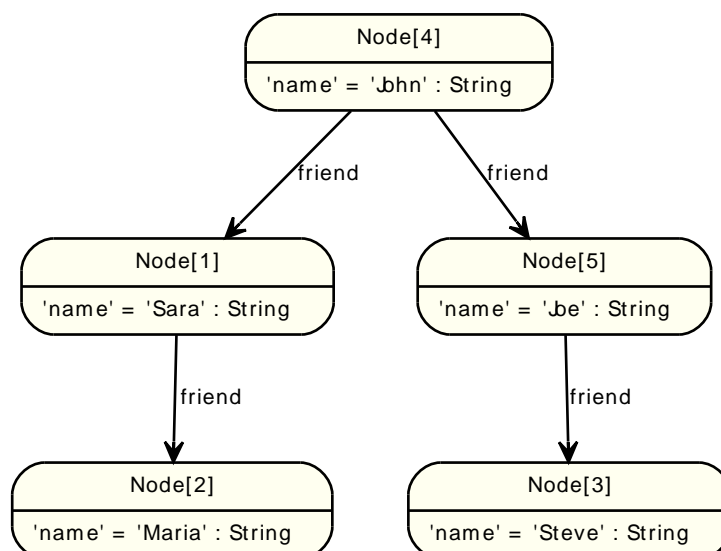 Node[4]
'name' = 'John' : String
friend
friend
Node[1]
Node[5]
'name' = 'Sara' : String
'name' = 'Joe' : String
friend
friend
Node[2]
Node[3]
'name' = 'Maria' : String
'name' = 'Steve' : String